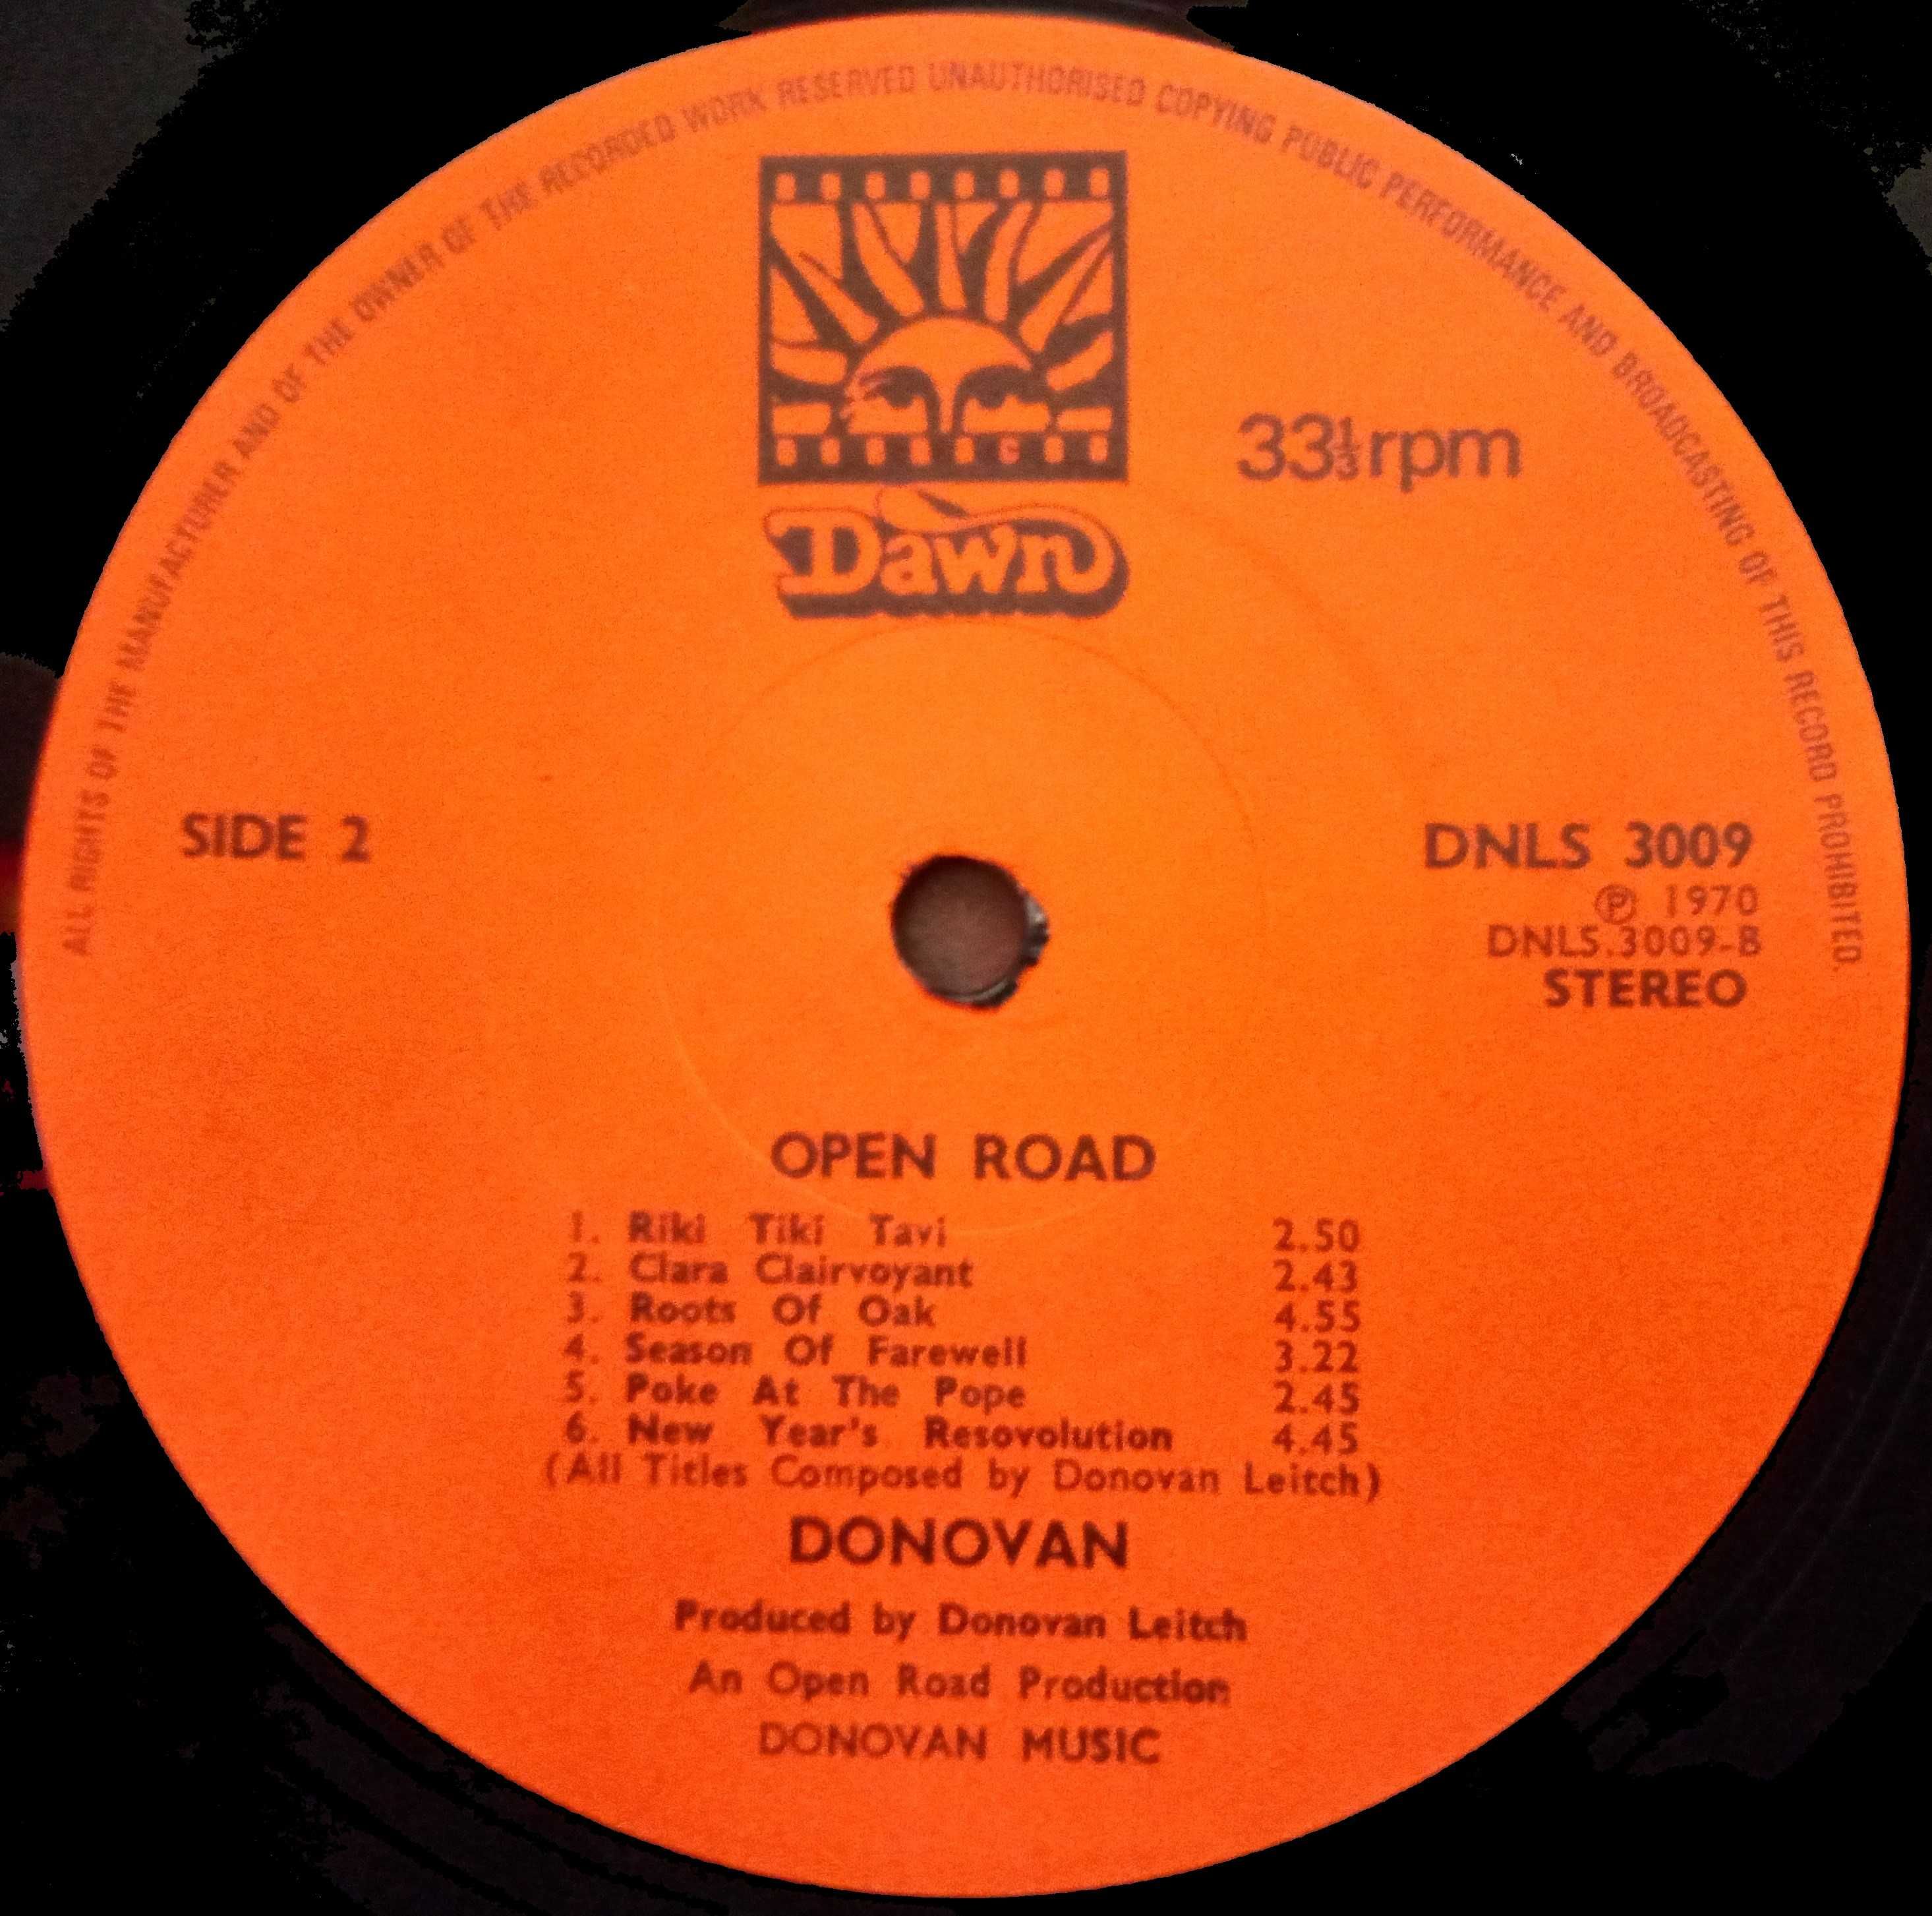 ALL RIGHTS OF THE MANUFACTURER AND OF THE OWNER OF THE RECORDED WORK RESERVED UNAUTHORISED COPYING PUBLIC PERFORMANCE AND BROADCASTING OF THIS RECORD PROHIBITED.
Dawn
33⅓rpm
SIDE 2
DNLS 3009
℗ 1970
DNLS.3009-B
STEREO
OPEN ROAD
1. Riki Tiki Tavi 2.50
2. Clara Clairvoyant 2.43
3. Roots Of Oak 4.55
4. Season Of Farewell 3.22
5. Poke At The Pope 2.45
6. New Year's Resovolution 4.45
(All Titles Composed by Donovan Leitch)
DONOVAN
Produced by Donovan Leitch
An Open Road Production
DONOVAN MUSIC